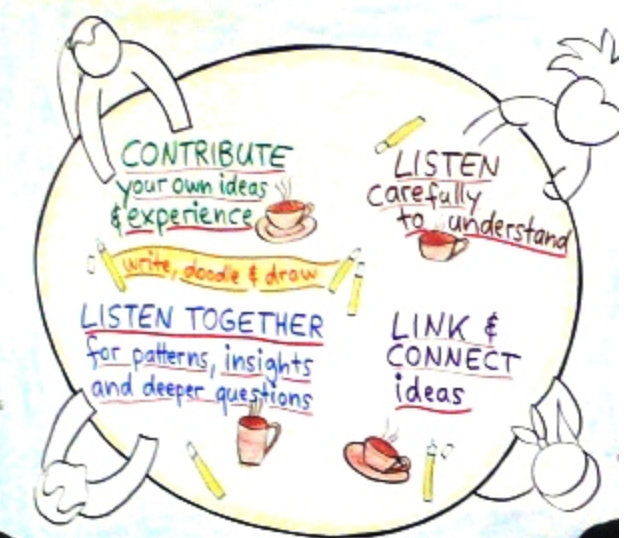 CONTRIBUTE
your own ideas
& experience
LISTEN
carefully
to understand
write, doodle & draw
LISTEN TOGETHER
for patterns, insights
and deeper questions
LINK &
CONNECT
ideas